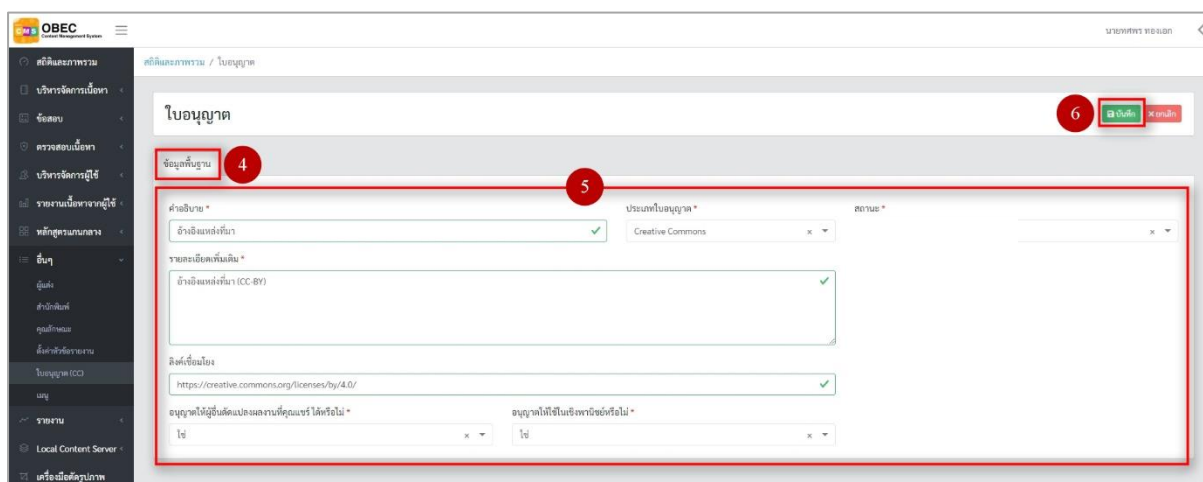 CMS OBEC
Content Management System
นายทศพร ทองเอก
สถิติและภาพรวม
บริหารจัดการเนื้อหา
ข้อสอบ
ตรวจสอบเนื้อหา
บริหารจัดการผู้ใช้
รายงานเนื้อหาจากผู้ใช้
หลักสูตรแกนกลาง
อื่นๆ
ผู้แต่ง
สำนักพิมพ์
คุณลักษณะ
ตั้งค่าหัวข้อรายงาน
ใบอนุญาต (CC)
เมนู
รายงาน
Local Content Server
เครื่องมือตัดรูปภาพ
สถิติและภาพรวม / ใบอนุญาต
ใบอนุญาต
6
บันทึก
× ยกเลิก
ข้อมูลพื้นฐาน
4
5
คำอธิบาย *
ประเภทใบอนุญาต *
สถานะ *
อ้างอิงแหล่งที่มา
Creative Commons
รายละเอียดเพิ่มเติม *
อ้างอิงแหล่งที่มา (CC-BY)
ลิงค์เชื่อมโยง
https://creative.commons.org/licenses/by/4.0/
อนุญาตให้ผู้อื่นดัดแปลงผลงานที่คุณแชร์ ได้หรือไม่ *
อนุญาตให้ใช้ในเชิงพาณิชย์หรือไม่ *
ใช่
ใช่